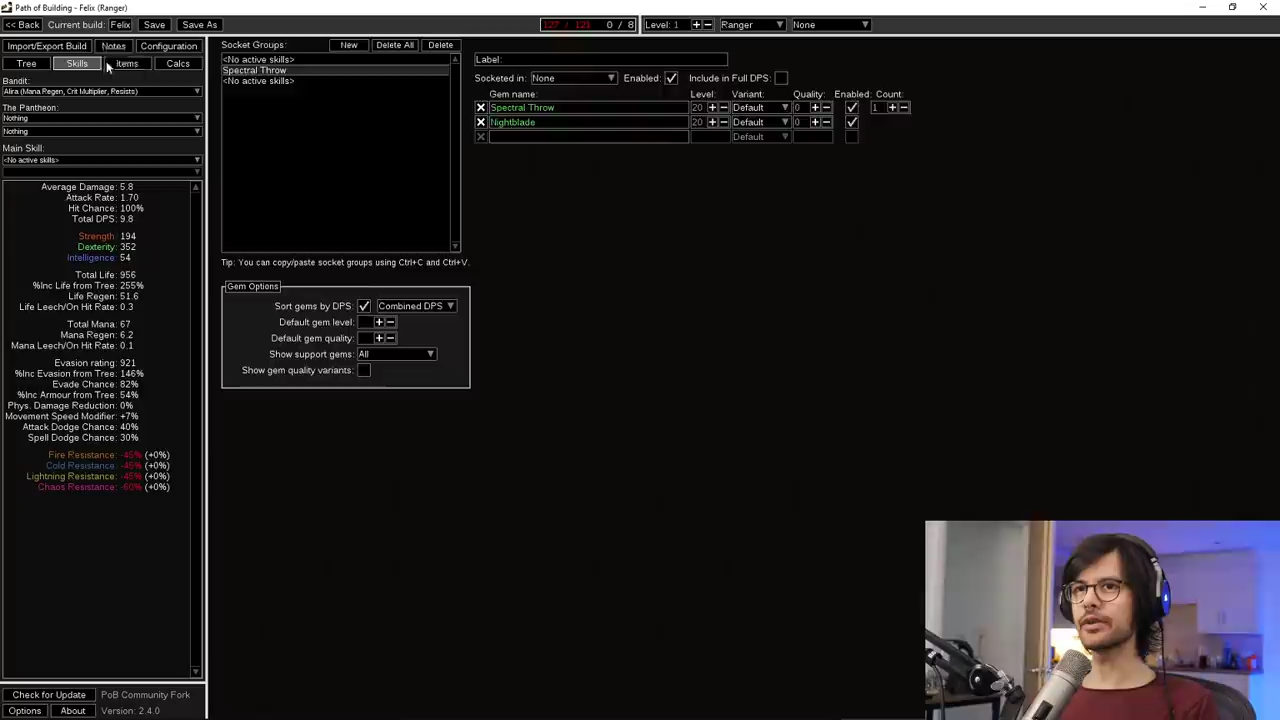 Path of Building - Felix (Ranger)
<< Back Current build: Felix Save Save As 127 / 121 0 / 8 Level: 1 + - Ranger None
Import/Export Build Notes Configuration
Tree Skills Items Calcs
Bandit:
Alira (Mana Regen, Crit Multiplier, Resists)
The Pantheon:
Nothing
Nothing
Main Skill:
<No active skills>
Average Damage: 5.8
Attack Rate: 1.70
Hit Chance: 100%
Total DPS: 9.8
Strength: 194
Dexterity: 352
Intelligence: 54
Total Life: 956
%Inc Life from Tree: 255%
Life Regen: 51.6
Life Leech/On Hit Rate: 0.3
Total Mana: 67
Mana Regen: 6.2
Mana Leech/On Hit Rate: 0.1
Evasion rating: 921
%Inc Evasion from Tree: 146%
Evade Chance: 82%
%Inc Armour from Tree: 54%
Phys. Damage Reduction: 0%
Movement Speed Modifier: +7%
Attack Dodge Chance: 40%
Spell Dodge Chance: 30%
Fire Resistance: -45% (+0%)
Cold Resistance: -45% (+0%)
Lightning Resistance: -45% (+0%)
Chaos Resistance: -60% (+0%)
Check for Update PoB Community Fork
Options About Version: 2.4.0
Socket Groups: New Delete All Delete
<No active skills>
Spectral Throw
<No active skills>
Tip: You can copy/paste socket groups using Ctrl+C and Ctrl+V.
Gem Options
Sort gems by DPS: Combined DPS
Default gem level: + -
Default gem quality: + -
Show support gems: All
Show gem quality variants:
Label:
Socketed in: None Enabled: Include in Full DPS:
Gem name: Level: Variant: Quality: Enabled: Count:
Spectral Throw 20 + - Default 0 + - 1 + -
Nightblade 20 + - Default 0 + -
Default